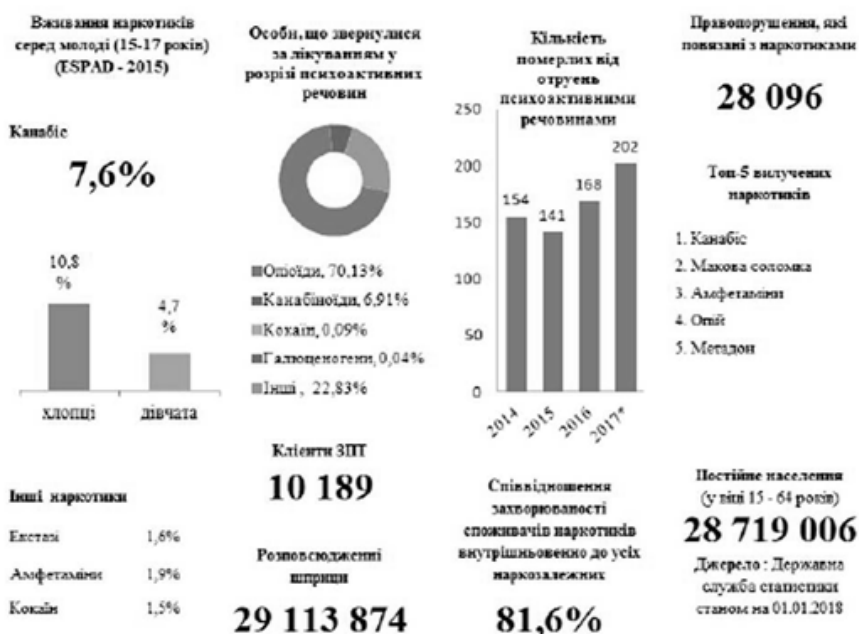 Вживання наркотиків
серед молоді (15-17 років)
(ESPAD - 2015)
Канабіс
7,6%
10,8
%
4,7
%
хлопці
дівчата
Інші наркотики
Екстазі 1,6%
Амфетаміни 1,9%
Кокаїн 1,5%
Особи, що звернулися
за лікуванням у
розрізі психоактивних
речовин
Опіоїди, 70,13%
Канабіноїди, 6,91%
Кокаїн, 0,09%
Галюценогени, 0,04%
Інші , 22,83%
Клієнти ЗПТ
10 189
Розповсюдженні
шприци
29 113 874
Кількість
померлих від
отруень
психоактивними
речовинами
250
200
150
100
50
0
154
141
168
202
2014
2015
2016
2017*
Співвідношення
захворюваності
споживачів наркотиків
внутрішньовенно до усіх
наркозалежних
81,6%
Правопорушення, які
повязані з наркотиками
28 096
Топ-5 вилучених
наркотиків
1. Канабіс
2. Макова соломка
3. Амфетаміни
4. Опій
5. Метадон
Постійне населення
(у віці 15 - 64 років)
28 719 006
Джерело : Державна
служба статистики
станом на 01.01.2018